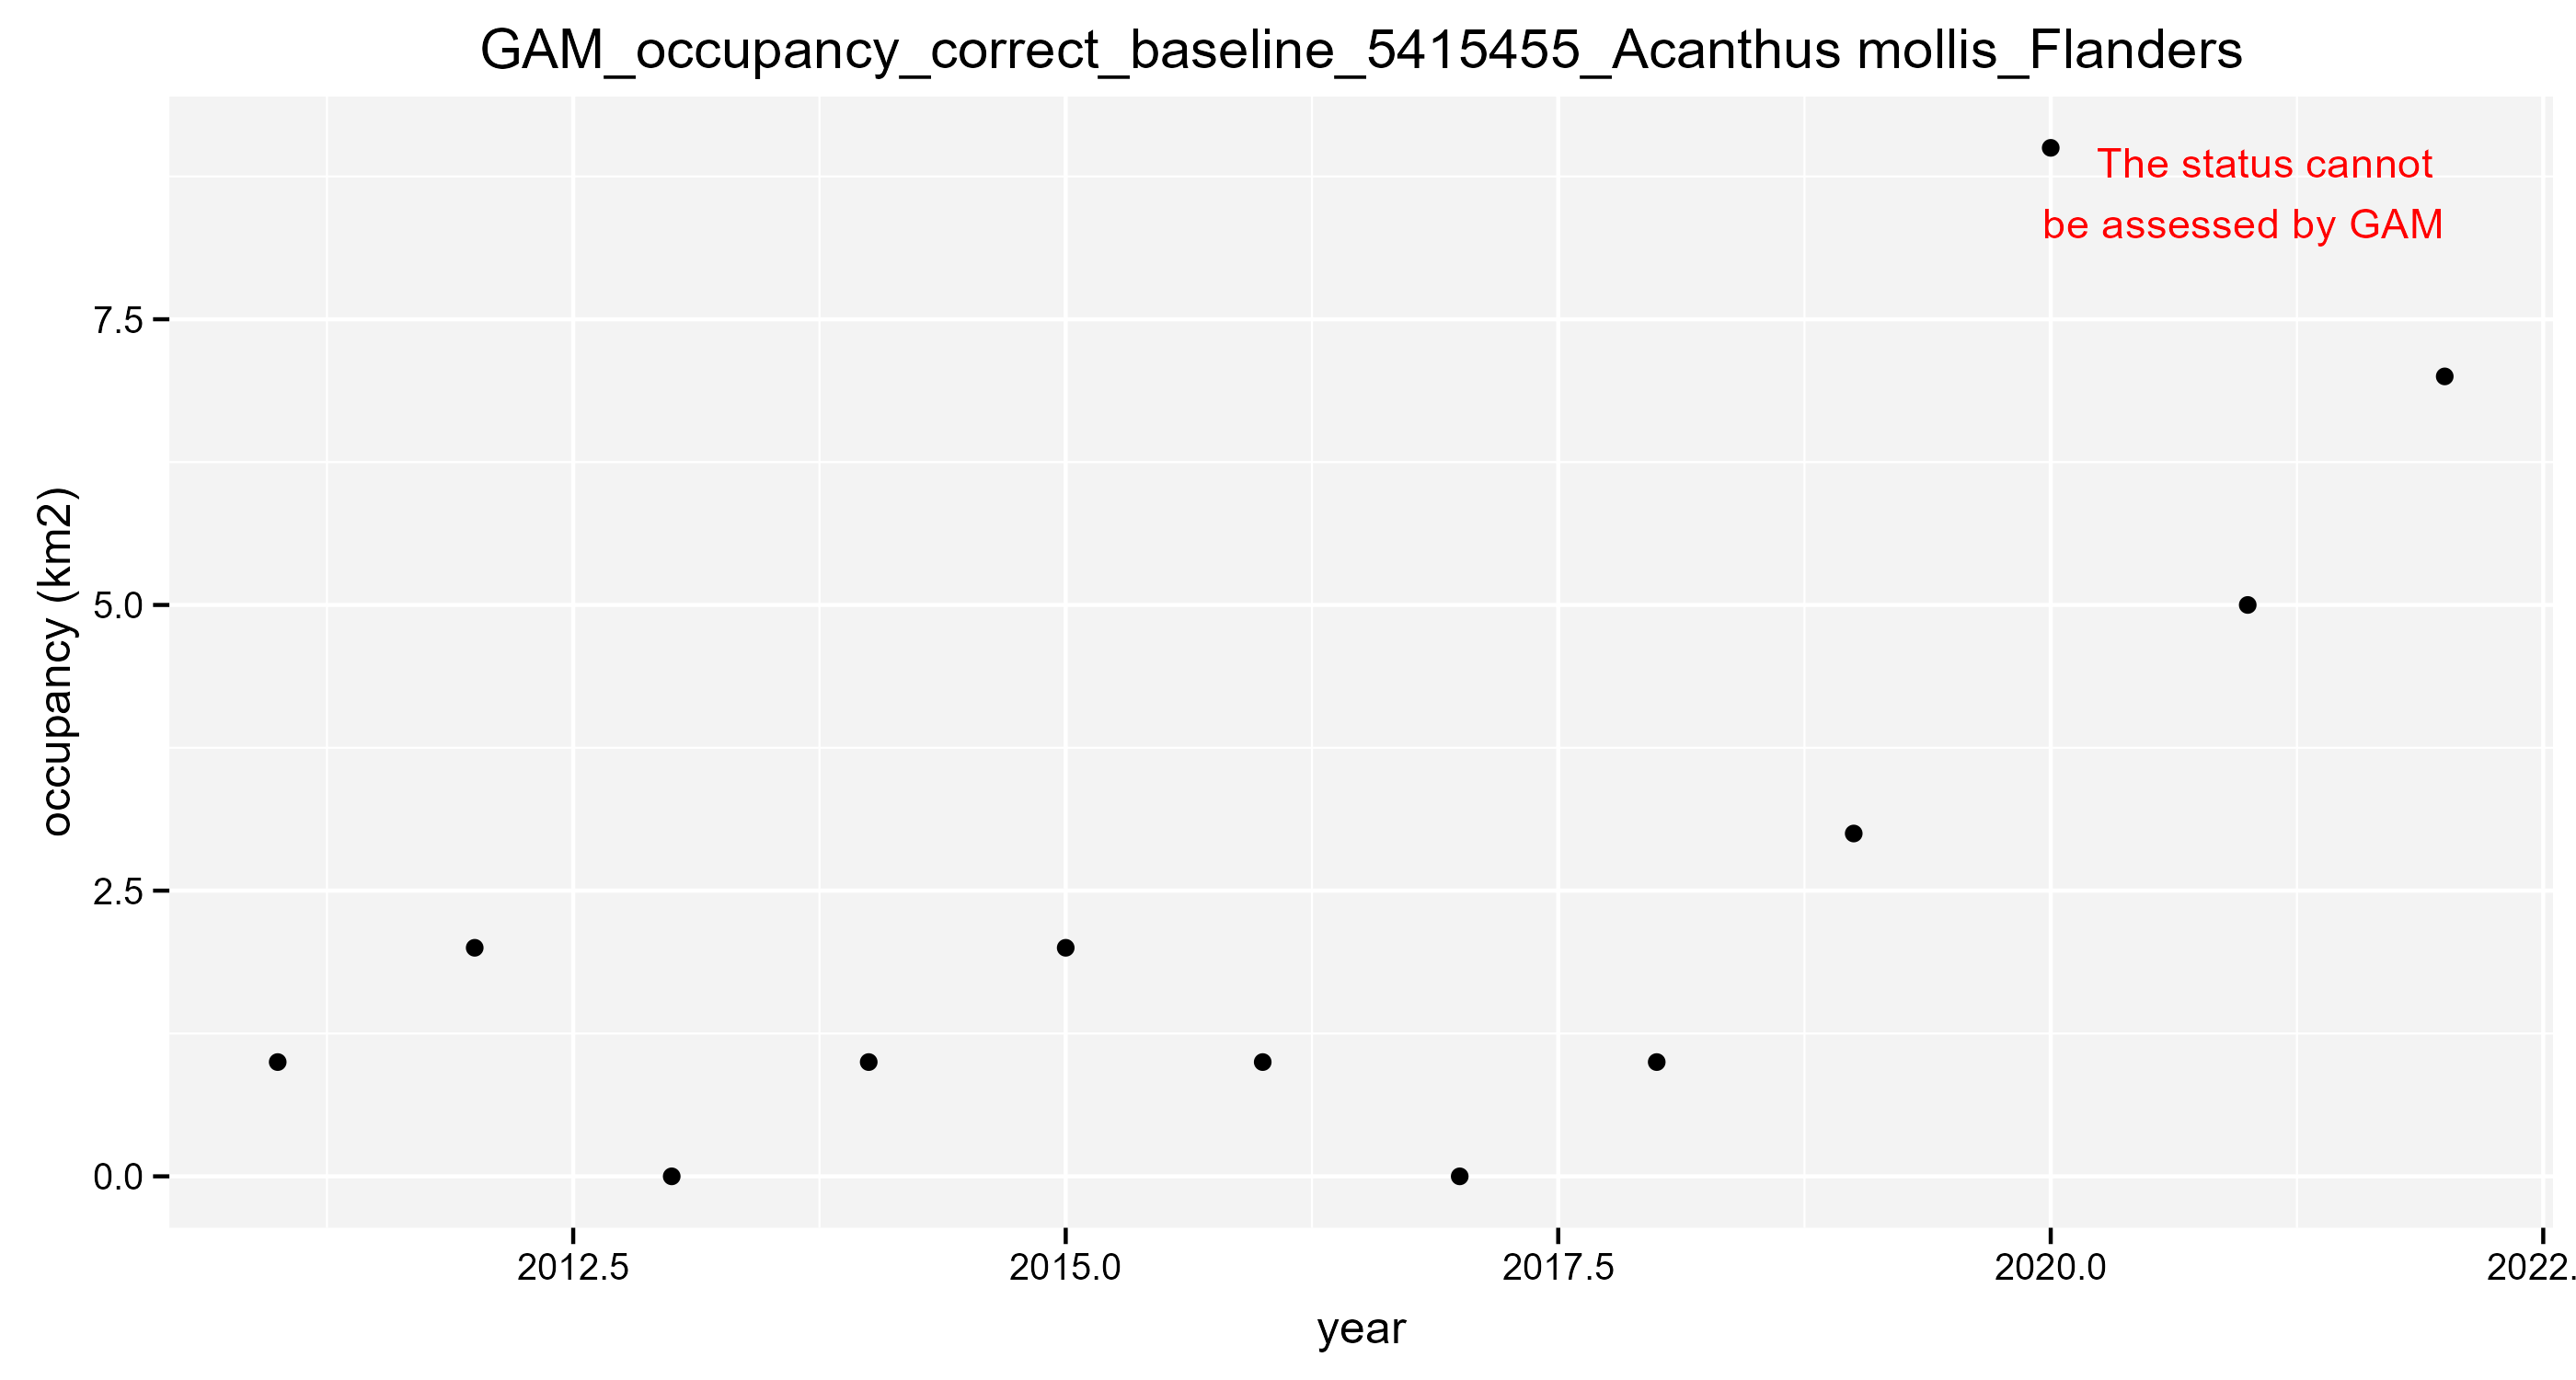 GAM_occupancy_correct_baseline_5415455_Acanthus mollis_Flanders
The status cannot
be assessed by GAM
occupancy (km2)
7.5
5.0
2.5
0.0
2012.5 2015.0 2017.5 2020.0 2022.
year